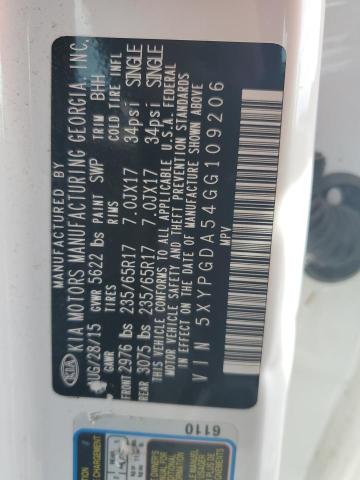 KIA
MANUFACTURED BY
KIA MOTORS MANUFACTURING GEORGIA, INC.
AUG/28/15 GVWR 5622 lbs PAINT SWP TRIM BHH
GAWR TIRES RIMS COLD TIRE INFL
FRONT 2976 lbs 235/65R17 7.0JX17 34psi SINGLE
REAR 3075 lbs 235/65R17 7.0JX17 34psi SINGLE
THIS VEHICLE CONFORMS TO ALL APPLICABLE U.S.A. FEDERAL
MOTOR VEHICLE SAFETY AND THEFT PREVENTION STANDARDS
IN EFFECT ON THE DATE OF MANUFACTURE SHOWN ABOVE
VIN 5XYPGDA54GG109206
MPV
6110